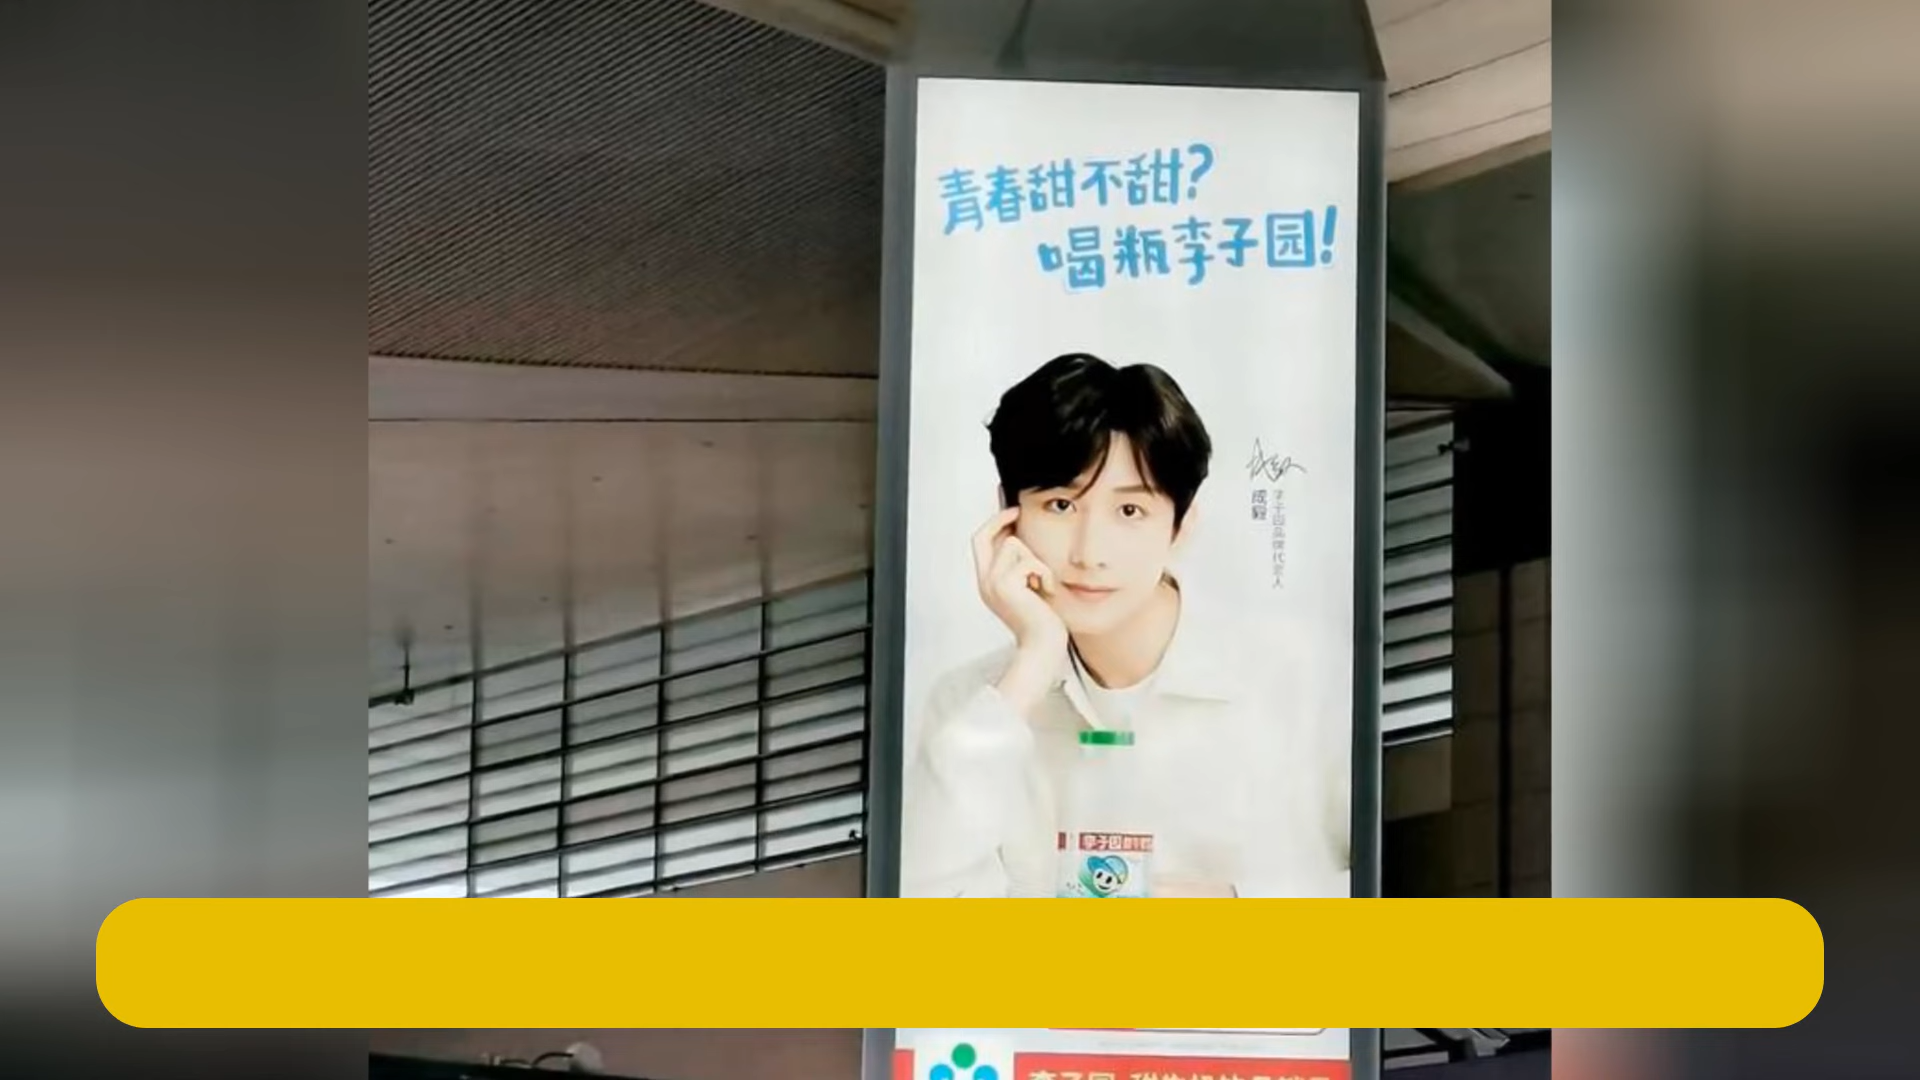 青春甜不甜?
喝瓶李子园!
成毅
李子园品牌代言人
李子园